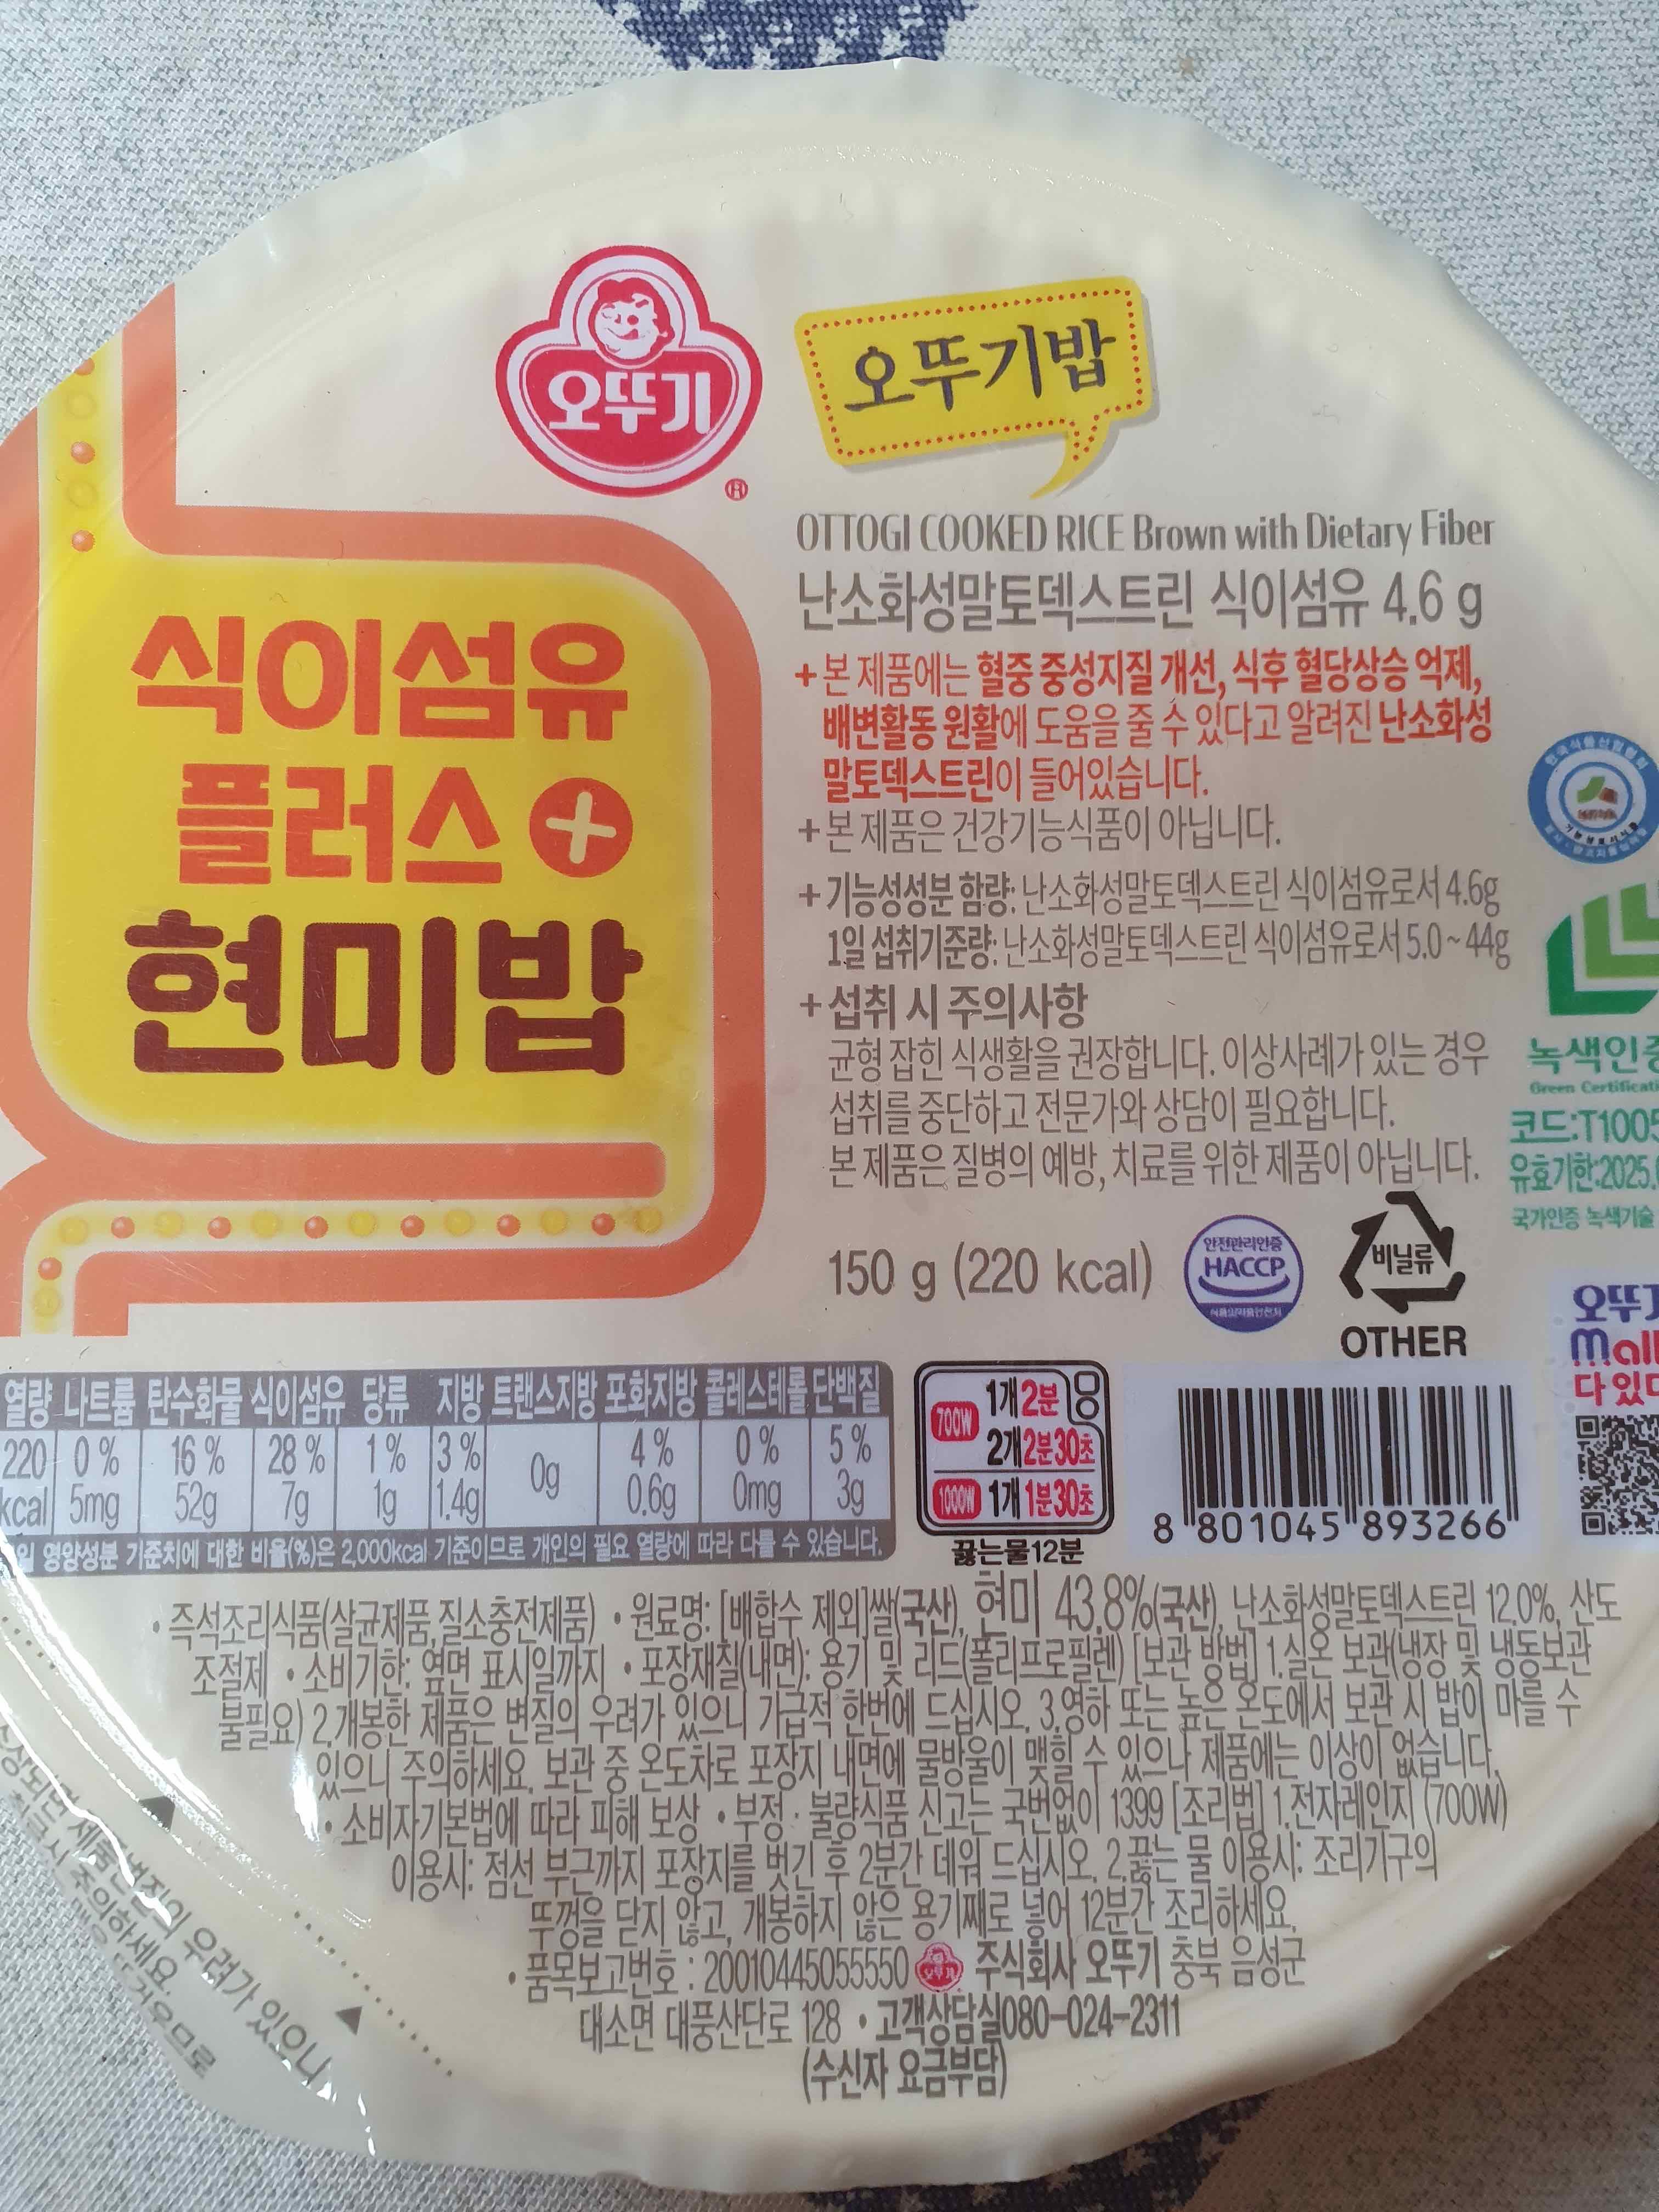 오뚜기
오뚜기밥
OTTOGI COOKED RICE Brown with Dietary Fiber
난소화성말토덱스트린 식이섬유 4.6 g
식이섬유
플러스+
현미밥
+ 본 제품에는 혈중 중성지질 개선, 식후 혈당상승 억제,
배변활동 원활에 도움을 줄 수 있다고 알려진 난소화성
말토덱스트린이 들어있습니다.
+ 본 제품은 건강기능식품이 아닙니다.
+ 기능성성분 함량: 난소화성말토덱스트린 식이섬유로서 4.6g
1일 섭취기준량: 난소화성말토덱스트린 식이섬유로서 5.0~44g
+ 섭취 시 주의사항
균형 잡힌 식생활을 권장합니다. 이상사례가 있는 경우
섭취를 중단하고 전문가와 상담이 필요합니다.
본 제품은 질병의 예방, 치료를 위한 제품이 아닙니다.
녹색인증
Green Certificati
코드:T1005
유효기한:2025.
국가인증 녹색기술
150 g (220 kcal)
안전관리인증
HACCP
식품의약품안전처
비닐류
OTHER
오뚜기
mall
다있다
열량 나트륨 탄수화물 식이섬유 당류 지방 트랜스지방 포화지방 콜레스테롤 단백질
220 0 % 16 % 28 % 1 % 3 % 0g 4 % 0 % 5 %
kcal 5mg 52g 7g 1g 1.4g 0.6g 0mg 3g
영양성분 기준치에 대한 비율(%)은 2,000kcal 기준이므로 개인의 필요 열량에 따라 다를 수 있습니다.
700W 1개 2분
2개 2분30초
1000W 1개 1분30초
끓는물12분
8 801045 893266
• 즉석조리식품(살균제품,질소충전제품) • 원료명: [배합수 제외]쌀(국산), 현미 43.8%(국산), 난소화성말토덱스트린 12.0%, 산도
조절제 • 소비기한: 옆면 표시일까지 • 포장재질(내면): 용기 및 리드(폴리프로필렌) [보관 방법] 1.실온 보관(냉장 및 냉동보관
불필요) 2.개봉한 제품은 변질의 우려가 있으니 가급적 한번에 드십시오. 3.영하 또는 높은 온도에서 보관 시 밥이 마를 수
있으니 주의하세요. 보관 중 온도차로 포장지 내면에 물방울이 맺힐 수 있으나 제품에는 이상이 없습니다.
• 소비자기본법에 따라 피해 보상 • 부정·불량식품 신고는 국번없이 1399 [조리법] 1.전자레인지 (700W)
이용시: 점선 부근까지 포장지를 벗긴 후 2분간 데워 드십시오. 2.끓는 물 이용시: 조리기구의
뚜껑을 닫지 않고, 개봉하지 않은 용기째로 넣어 12분간 조리하세요.
• 품목보고번호 : 20010445055550 오뚜기 주식회사 오뚜기 충북 음성군
대소면 대풍산단로 128 • 고객상담실080-024-2311
(수신자 요금부담)
제품변질의 우려가 있으니
주의하세요.